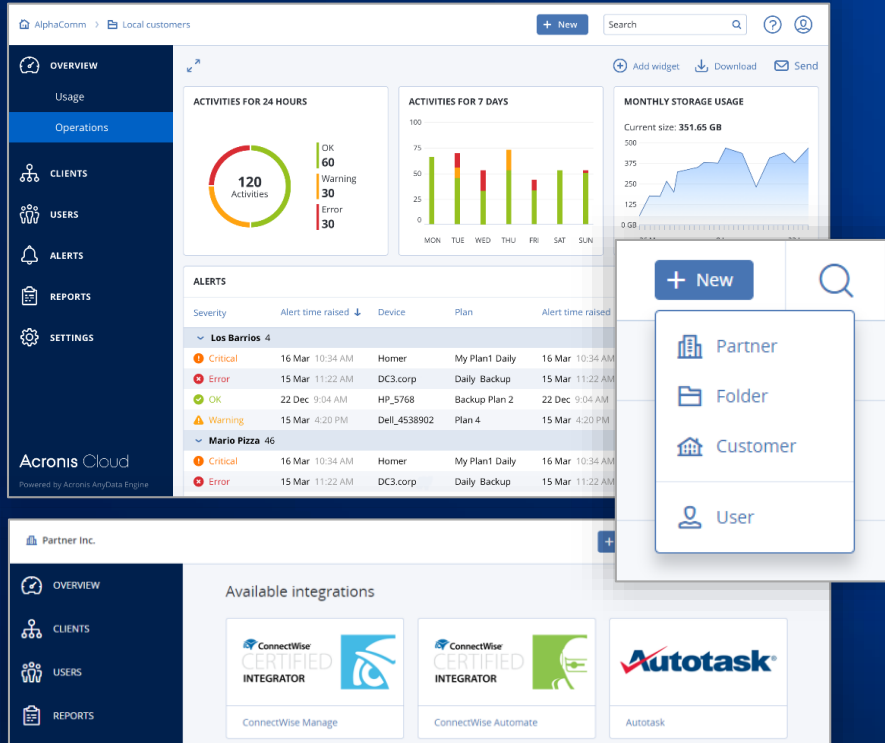 AlphaComm > Local customers
+ New
Search
OVERVIEW
Usage
Operations
CLIENTS
USERS
ALERTS
REPORTS
SETTINGS
Acronis Cloud
Powered by Acronis AnyData Engine
Add widget
Download
Send
ACTIVITIES FOR 24 HOURS
120
Activities
OK
60
Warning
30
Error
30
ACTIVITIES FOR 7 DAYS
100
75
50
25
0
MON TUE WED THU FRI SAT SUN
MONTHLY STORAGE USAGE
Current size: 351.65 GB
500
375
250
125
0 GB
ALERTS
Severity Alert time raised Device Plan Alert time raised
Los Barrios 4
Critical 16 Mar 10:34 AM Homer My Plan1 Daily 16 Mar 10:34 AM
Error 15 Mar 11:22 AM DC3.corp Daily Backup 15 Mar 11:22 AM
OK 22 Dec 9:04 AM HP_5768 Backup Plan 2 22 Dec 9:04 AM
Warning 15 Mar 4:20 PM Dell_4538902 Plan 4 15 Mar 4:20 PM
Mario Pizza 46
Critical 16 Mar 10:34 AM Homer My Plan1 Daily 16 Mar 10:34 AM
Error 15 Mar 11:22 AM DC3.corp Daily Backup 15 Mar 11:22 AM
+ New
Partner
Folder
Customer
User
Partner Inc.
+
OVERVIEW
CLIENTS
USERS
REPORTS
Available integrations
ConnectWise
CERTIFIED
INTEGRATOR
ConnectWise Manage
ConnectWise
CERTIFIED
INTEGRATOR
ConnectWise Automate
Autotask
Autotask